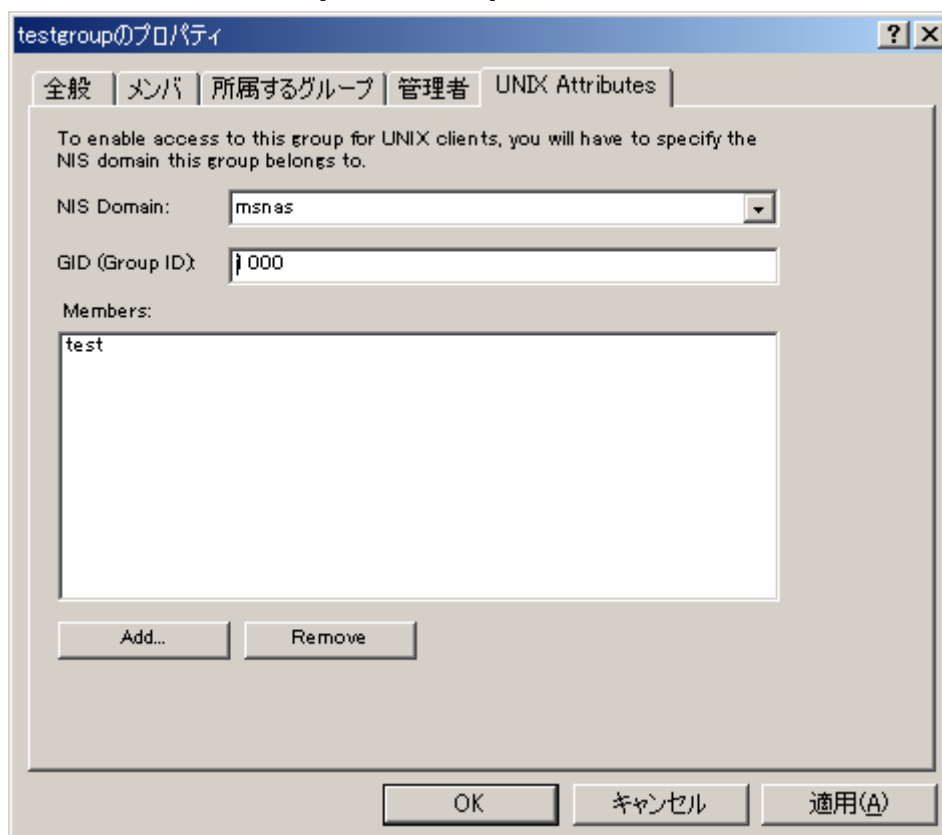 testgroupのプロパティ
全般 メンバ 所属するグループ 管理者 UNIX Attributes
To enable access to this group for UNIX clients, you will have to specify the
NIS domain this group belongs to.
NIS Domain: msnas
GID (Group ID): 1000
Members:
test
Add... Remove
OK キャンセル 適用(A)